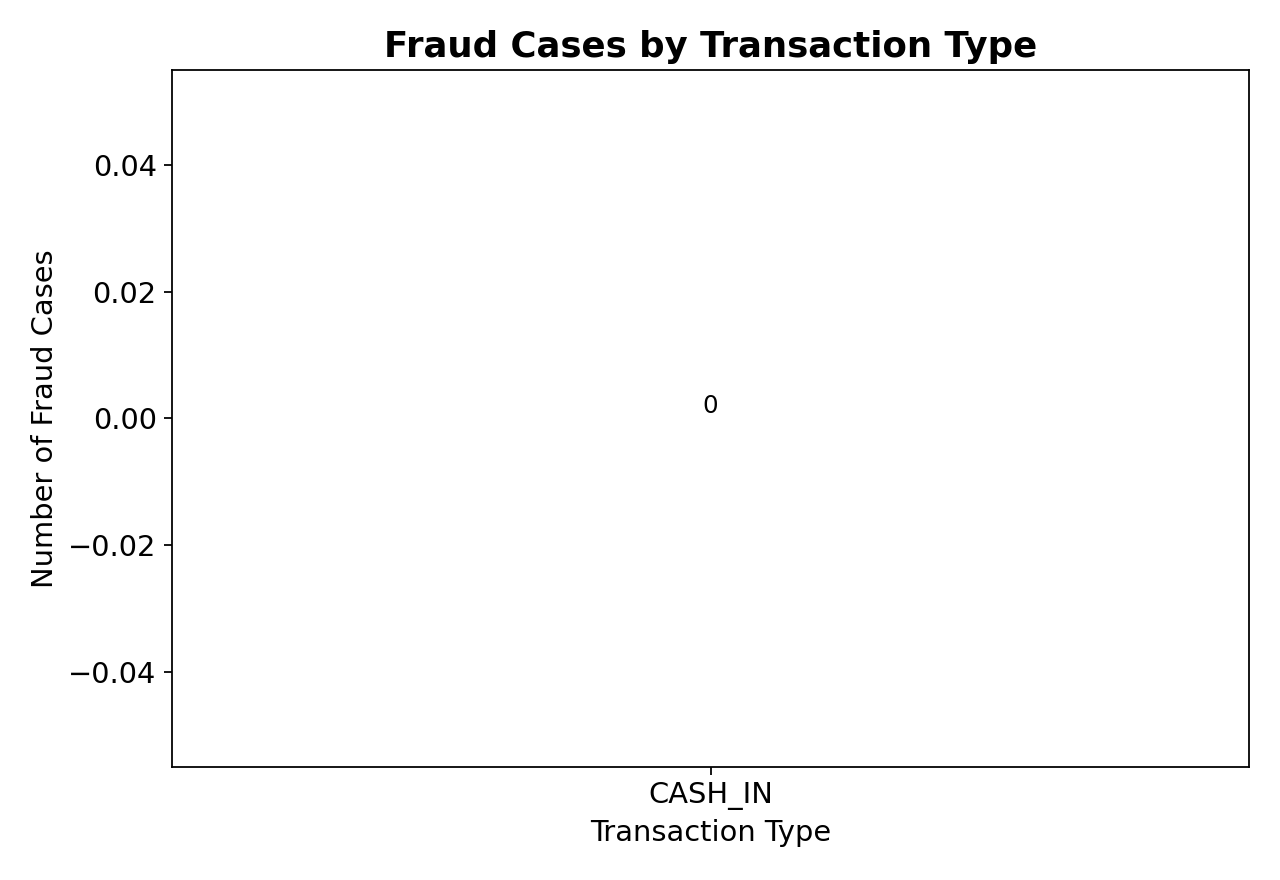 Fraud Cases by Transaction Type
Number of Fraud Cases
0.04
0.02
0.00
−0.02
−0.04
0
CASH_IN
Transaction Type